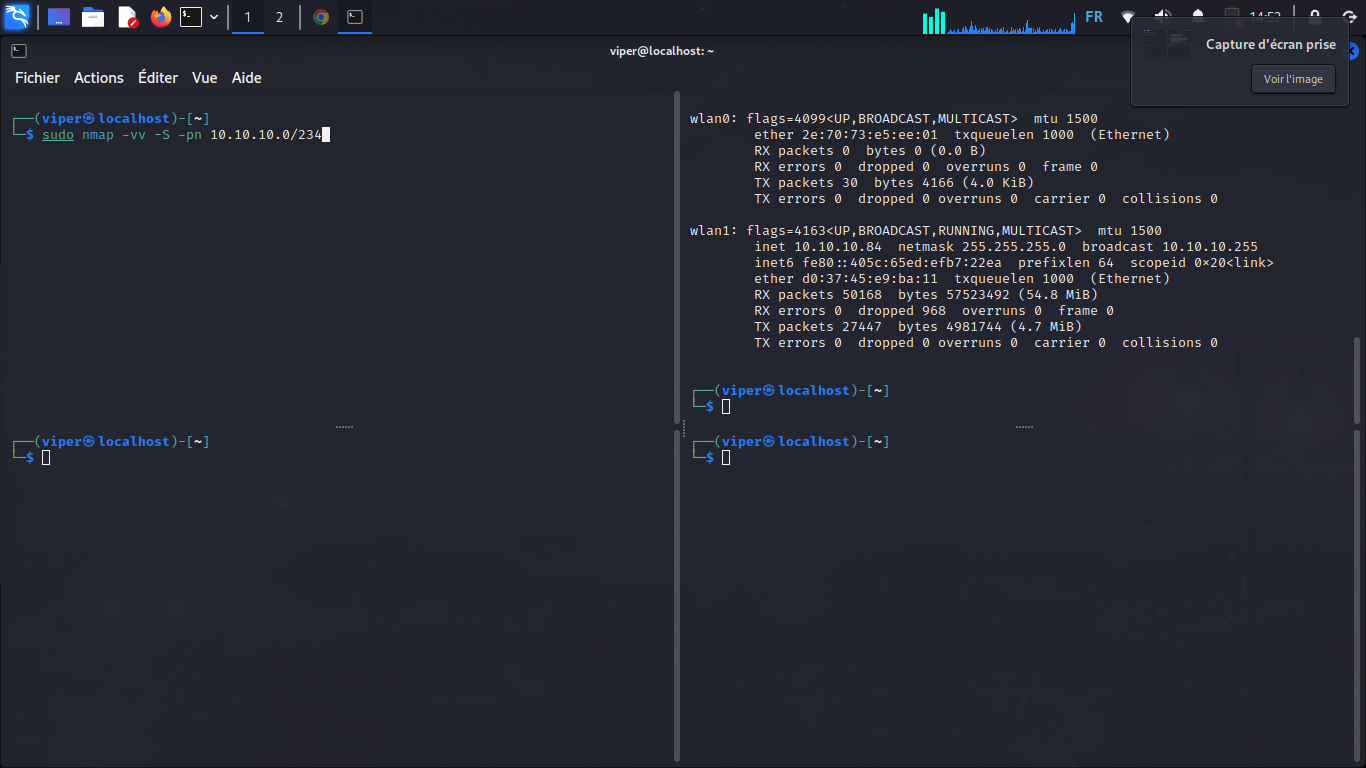 1 2 FR 14:52
viper@localhost: ~
Capture d'écran prise
Voir l'image
Fichier Actions Éditer Vue Aide
┌──(viper㉿localhost)-[~]
└─$ sudo nmap -vv -S -pn 10.10.10.0/234
wlan0: flags=4099<UP,BROADCAST,MULTICAST>  mtu 1500
        ether 2e:70:73:e5:ee:01  txqueuelen 1000  (Ethernet)
        RX packets 0  bytes 0 (0.0 B)
        RX errors 0  dropped 0  overruns 0  frame 0
        TX packets 30  bytes 4166 (4.0 KiB)
        TX errors 0  dropped 0 overruns 0  carrier 0  collisions 0
wlan1: flags=4163<UP,BROADCAST,RUNNING,MULTICAST>  mtu 1500
        inet 10.10.10.84  netmask 255.255.255.0  broadcast 10.10.10.255
        inet6 fe80::405c:65ed:efb7:22ea  prefixlen 64  scopeid 0×20<link>
        ether d0:37:45:e9:ba:11  txqueuelen 1000  (Ethernet)
        RX packets 50168  bytes 57523492 (54.8 MiB)
        RX errors 0  dropped 968  overruns 0  frame 0
        TX packets 27447  bytes 4981744 (4.7 MiB)
        TX errors 0  dropped 0 overruns 0  carrier 0  collisions 0
┌──(viper㉿localhost)-[~]
└─$
┌──(viper㉿localhost)-[~]
└─$
┌──(viper㉿localhost)-[~]
└─$